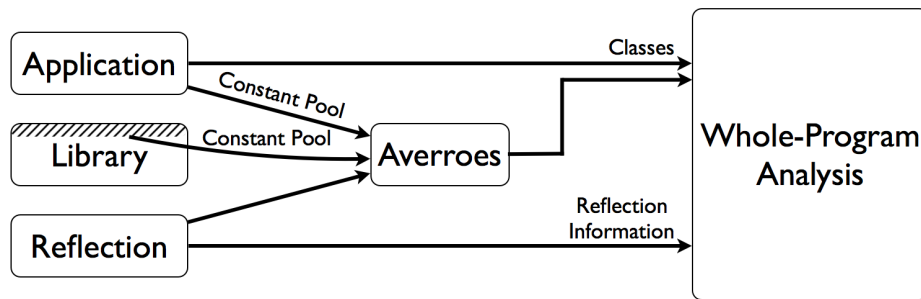 Application
Classes
Constant Pool
Library
Constant Pool
Averroes
Whole-Program
Analysis
Reflection
Reflection
Information